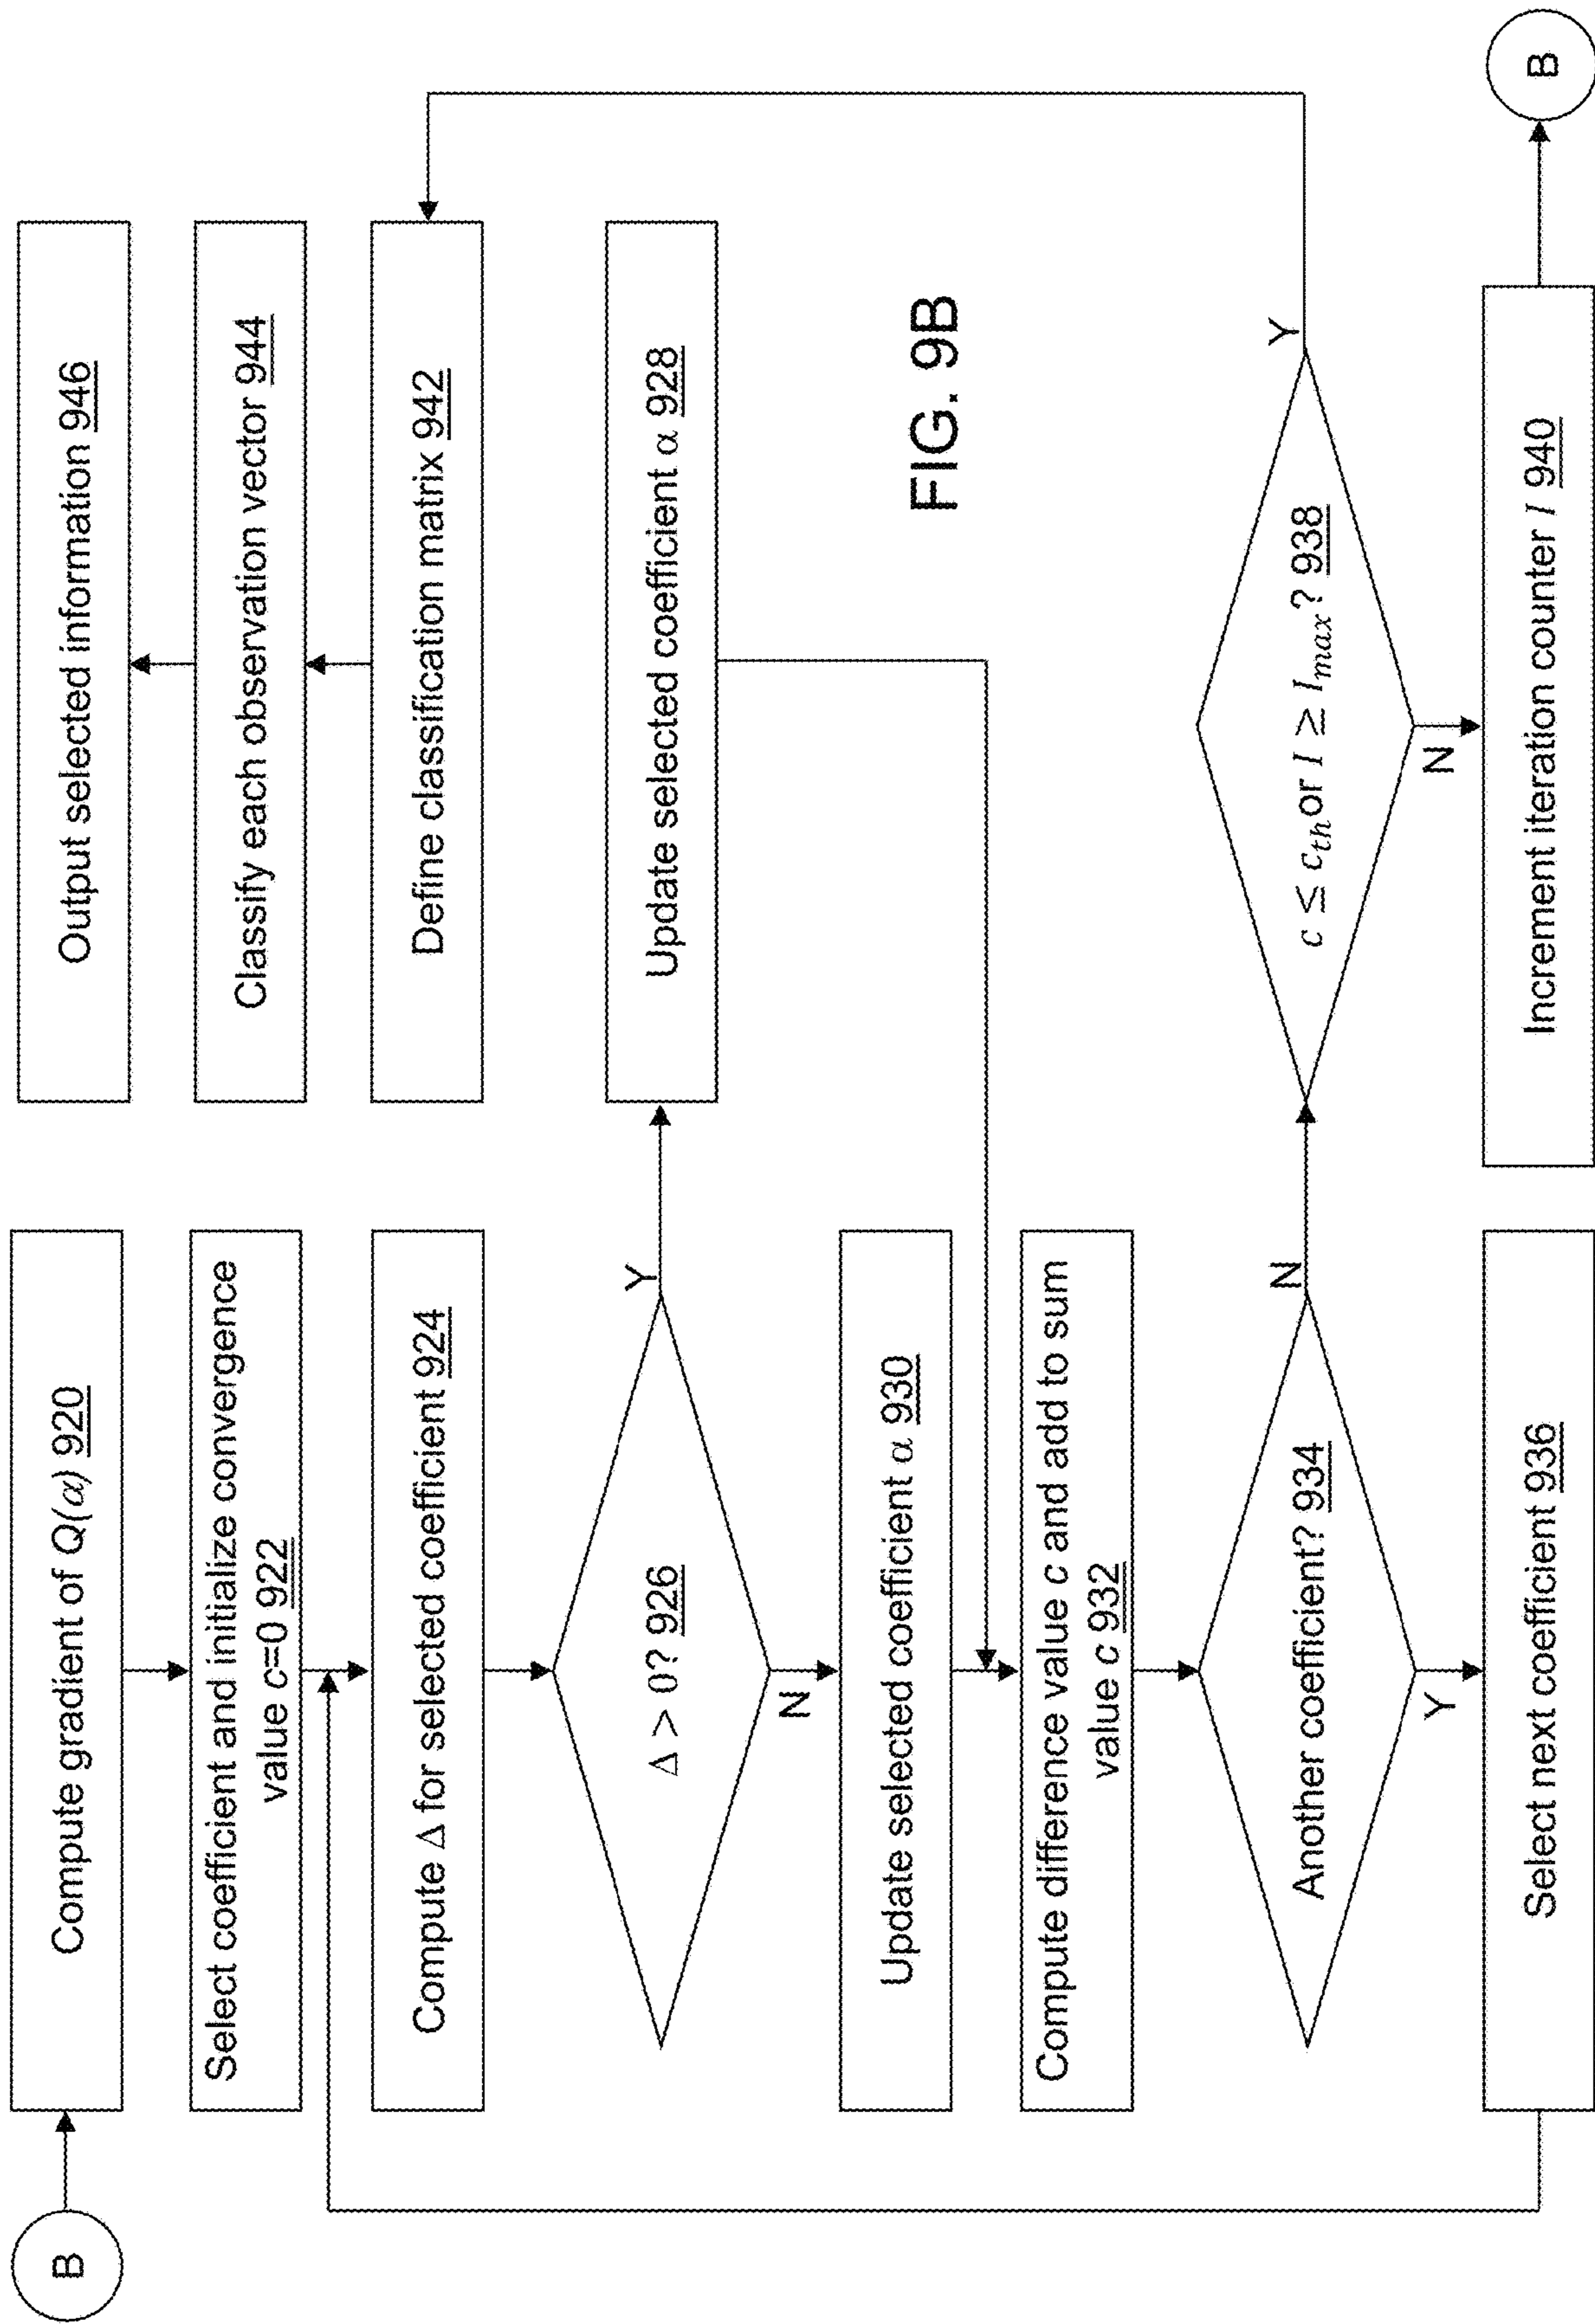 B
Compute gradient of Q(α) 920
Select coefficient and initialize convergence
value c=0 922
Compute Δ for selected coefficient 924
Δ > 0? 926
Y
N
Update selected coefficient α 930
Compute difference value c and add to sum
value c 932
Another coefficient? 934
N
Y
Select next coefficient 936
Output selected information 946
Classify each observation vector 944
Define classification matrix 942
Update selected coefficient α 928
FIG. 9B
c ≤ c_th or I ≥ I_max? 938
Y
N
Increment iteration counter I 940
B